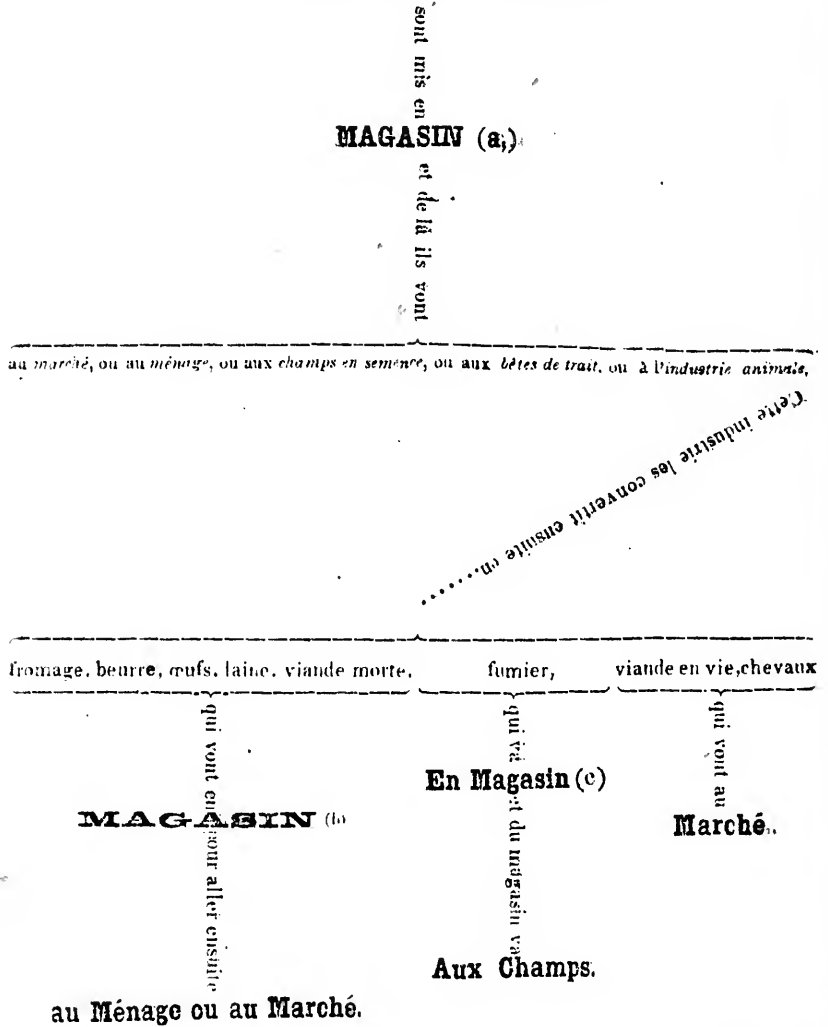 sont mis en
MAGASIN (a)
et de là ils vont
au marché, ou au ménage, ou aux champs en semence, ou aux bêtes de trait, ou à l'industrie animale,
Cette industrie les convertit ensuite en.......
fromage, beurre, œufs, laine, viande morte,
fumier,
viande en vie, chevaux
qui vont en
MAGASIN (b)
pour aller ensuite
au Ménage ou au Marché.
qui va
En Magasin (c)
et du magasin va
Aux Champs.
qui vont au
Marché.